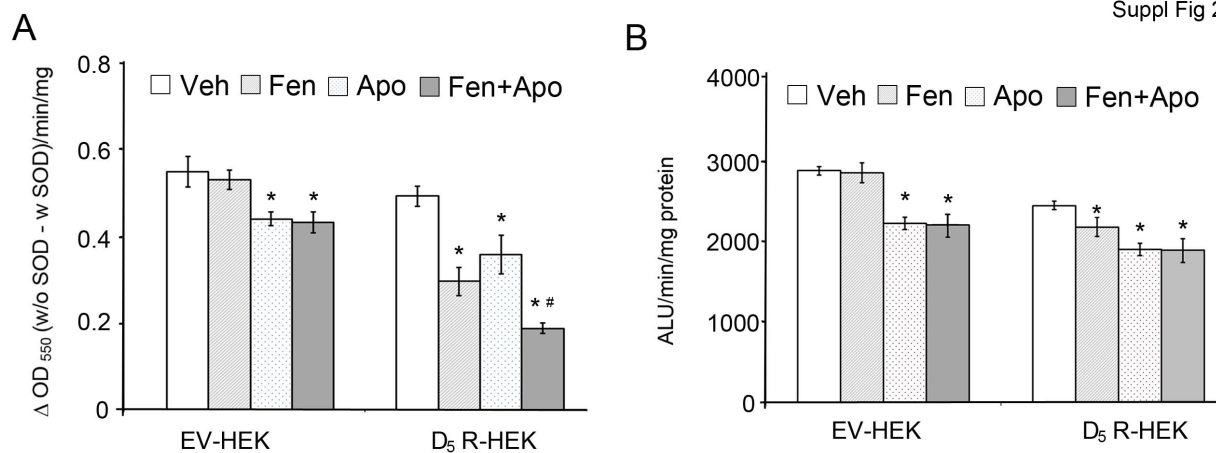 Suppl Fig 2
A
Δ OD 550 (w/o SOD - w SOD)/min/mg
0.8
0.6
0.4
0.2
0
Veh Fen Apo Fen+Apo
* *
*
*
* #
EV-HEK D5 R-HEK
B
ALU/min/mg protein
4000
3000
2000
1000
0
Veh Fen Apo Fen+Apo
* *
* * *
EV-HEK D5 R-HEK